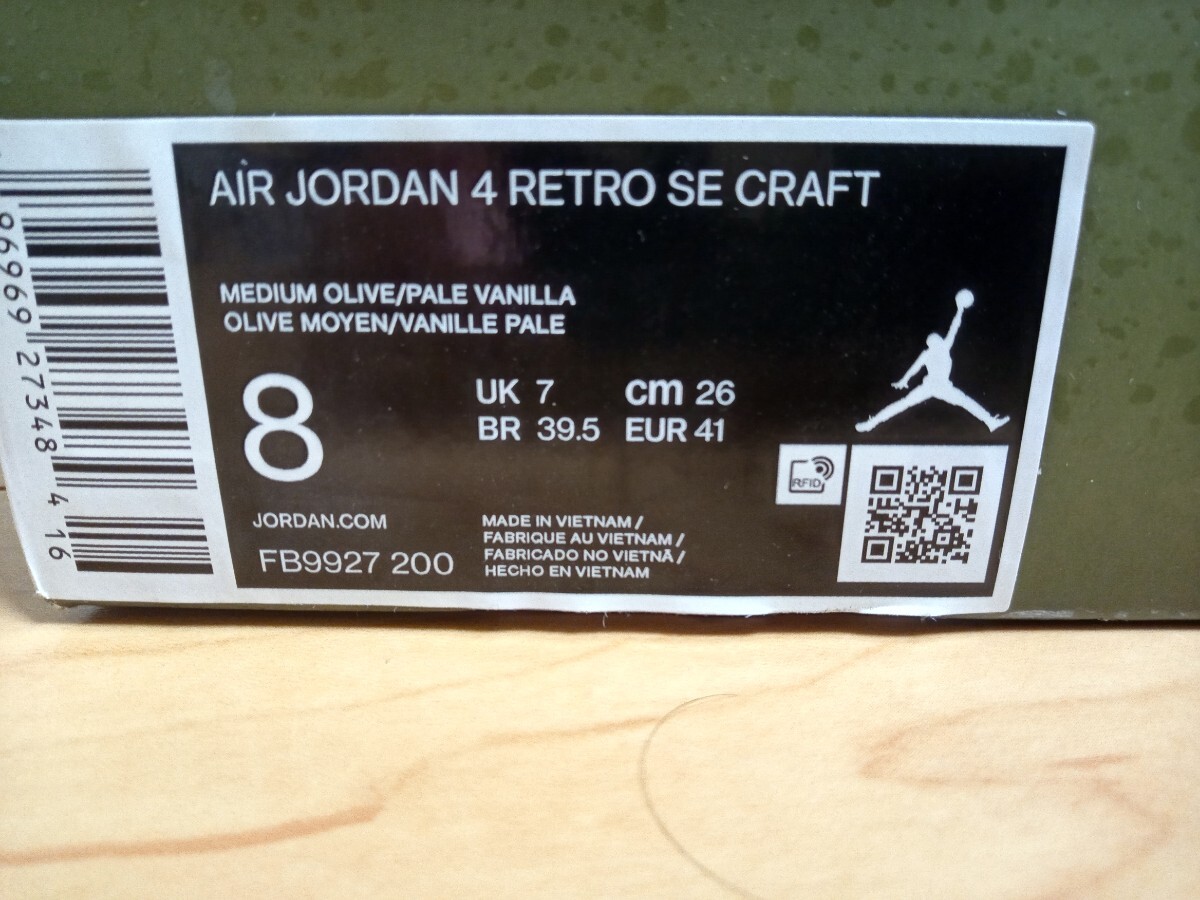 AIR JORDAN 4 RETRO SE CRAFT
MEDIUM OLIVE/PALE VANILLA
OLIVE MOYEN/VANILLE PALE
8
UK 7
cm 26
BR 39.5
EUR 41
RFID
JORDAN.COM
FB9927 200
MADE IN VIETNAM /
FABRIQUE AU VIETNAM /
FABRICADO NO VIETNÃ /
HECHO EN VIETNAM
96969 27348 4 16